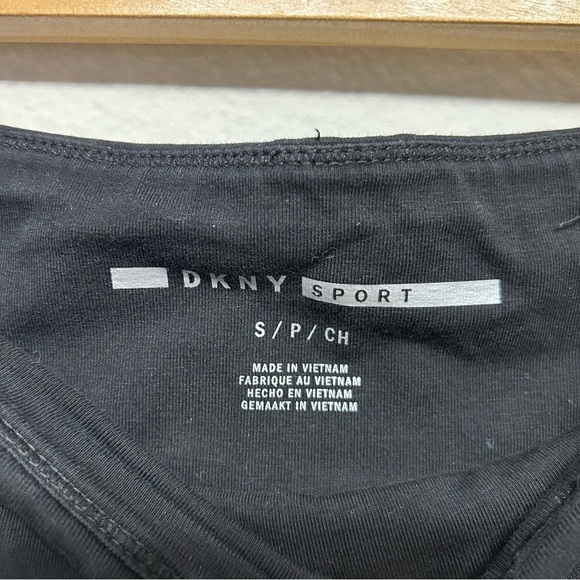 DKNY SPORT
S / P / CH
MADE IN VIETNAM
FABRIQUE AU VIETNAM
HECHO EN VIETNAM
GEMAAKT IN VIETNAM